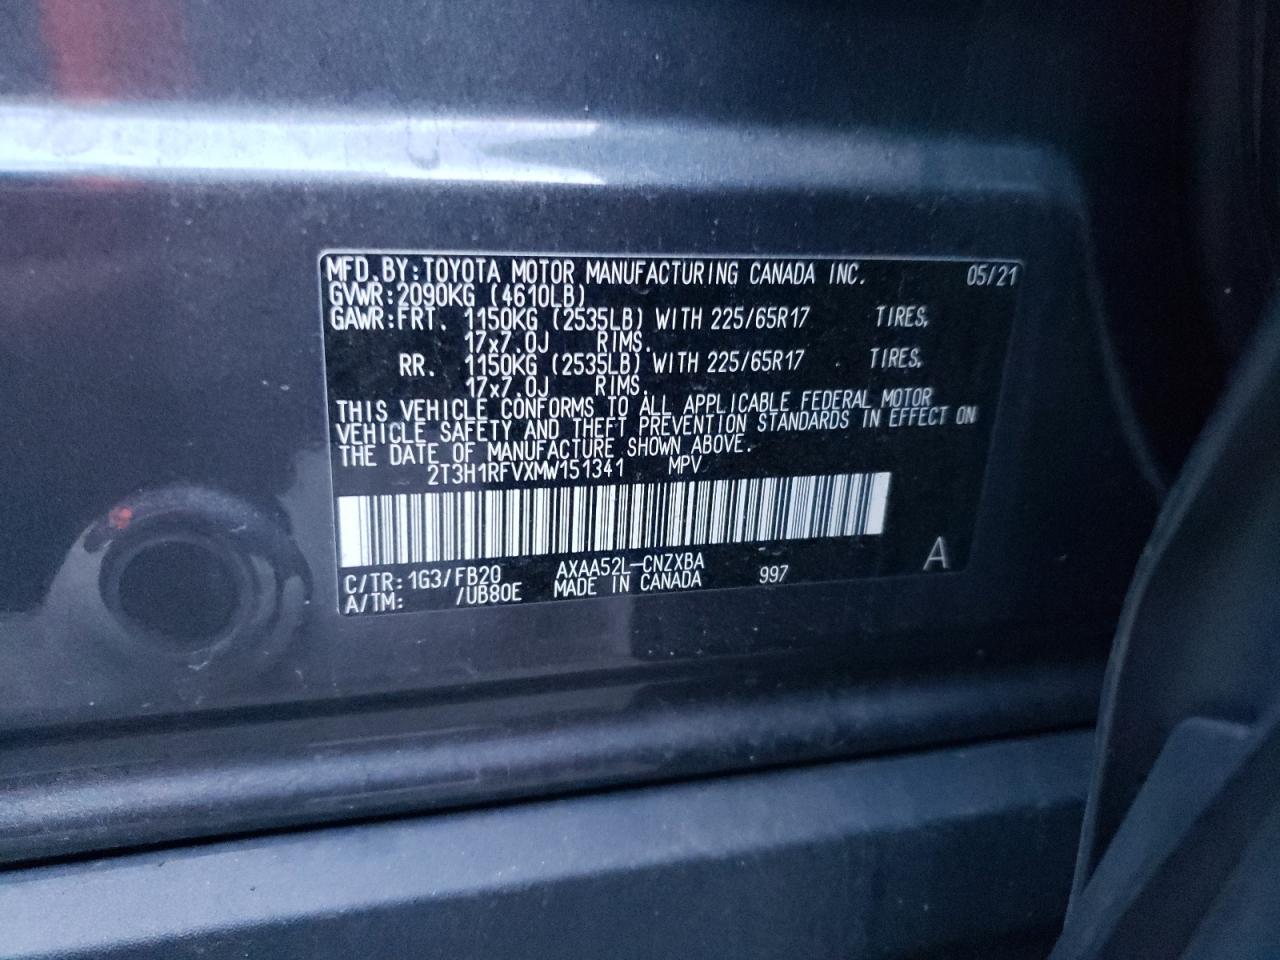 MFD.BY:TOYOTA MOTOR MANUFACTURING CANADA INC. 05/21
GVWR:2090KG (4610LB)
GAWR:FRT. 1150KG (2535LB) WITH 225/65R17 TIRES,
17x7.0J RIMS.
RR. 1150KG (2535LB) WITH 225/65R17 TIRES,
17x7.0J RIMS.
THIS VEHICLE CONFORMS TO ALL APPLICABLE FEDERAL MOTOR
VEHICLE SAFETY AND THEFT PREVENTION STANDARDS IN EFFECT ON
THE DATE OF MANUFACTURE SHOWN ABOVE.
2T3H1RFVXMW151341 MPV
C/TR: 1G3/FB20 AXAA52L-CNZXBA 997 A
A/TM: /UB80E MADE IN CANADA